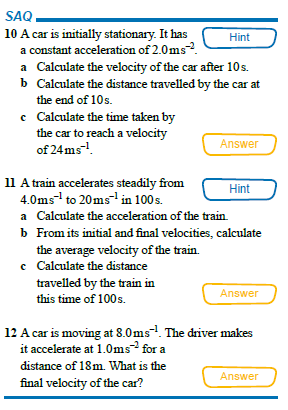 SAQ
10 A car is initially stationary. It has
Hint
a constant acceleration of 2.0 m s⁻².
a Calculate the velocity of the car after 10 s.
b Calculate the distance travelled by the car at
the end of 10 s.
c Calculate the time taken by
the car to reach a velocity
of 24 m s⁻¹.
Answer
11 A train accelerates steadily from
Hint
4.0 m s⁻¹ to 20 m s⁻¹ in 100 s.
a Calculate the acceleration of the train.
b From its initial and final velocities, calculate
the average velocity of the train.
c Calculate the distance
travelled by the train in
this time of 100 s.
Answer
12 A car is moving at 8.0 m s⁻¹. The driver makes
it accelerate at 1.0 m s⁻² for a
distance of 18 m. What is the
final velocity of the car?
Answer